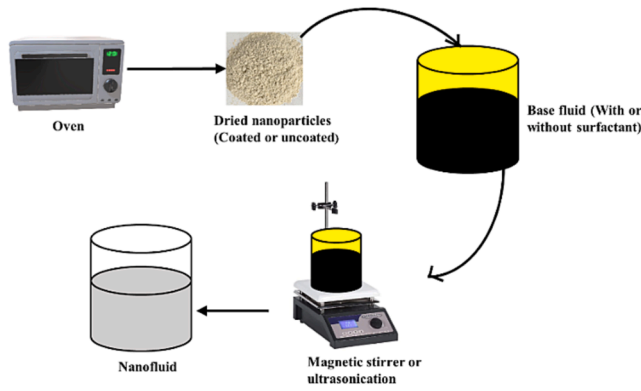 Oven
Dried nanoparticles
(Coated or uncoated)
Base fluid (With or
without surfactant)
Magnetic stirrer or
ultrasonication
Nanofluid